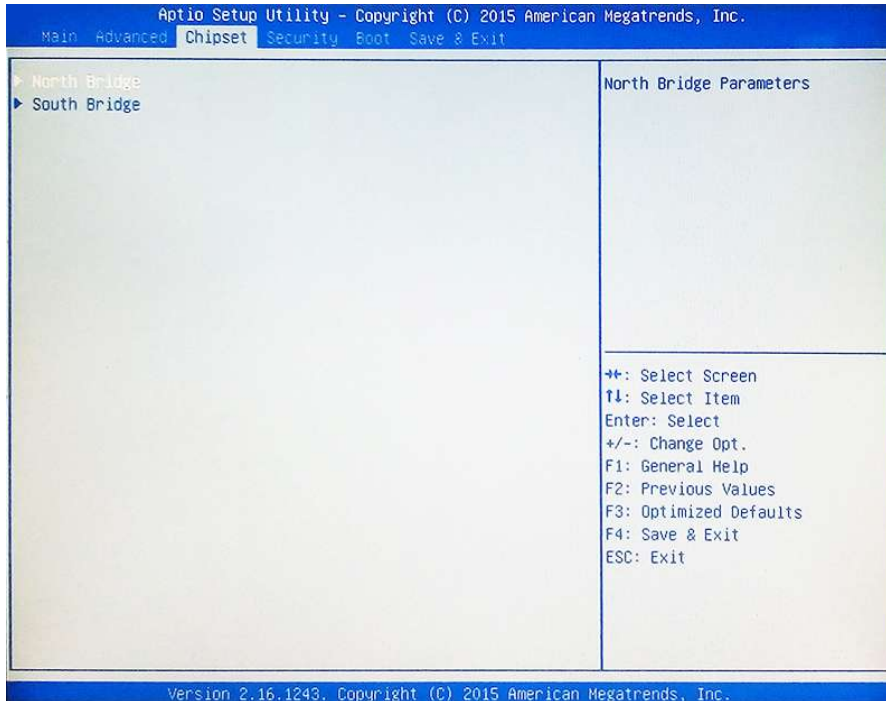 Aptio Setup Utility – Copyright (C) 2015 American Megatrends, Inc.
Main Advanced Chipset Security Boot Save & Exit
▶ North Bridge
▶ South Bridge
North Bridge Parameters
→←: Select Screen
↑↓: Select Item
Enter: Select
+/-: Change Opt.
F1: General Help
F2: Previous Values
F3: Optimized Defaults
F4: Save & Exit
ESC: Exit
Version 2.16.1243. Copyright (C) 2015 American Megatrends, Inc.